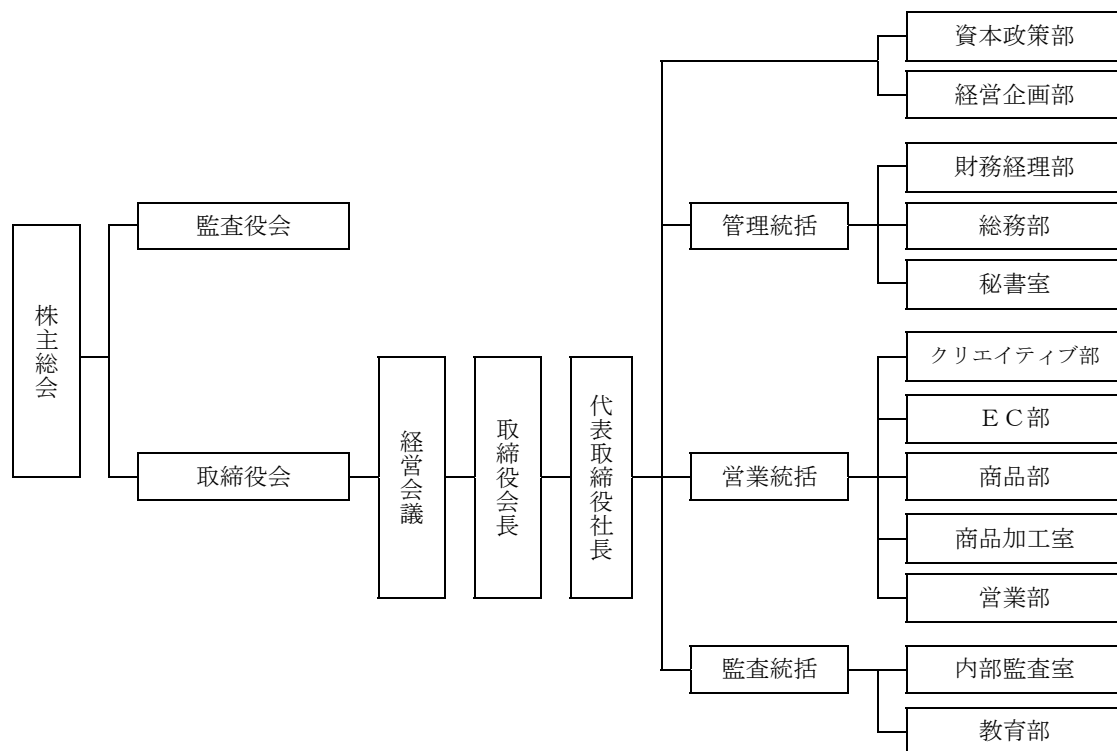 株主総会
監査役会
取締役会
経営会議
取締役会長
代表取締役社長
資本政策部
経営企画部
管理統括
財務経理部
総務部
秘書室
営業統括
クリエイティブ部
ＥＣ部
商品部
商品加工室
営業部
監査統括
内部監査室
教育部